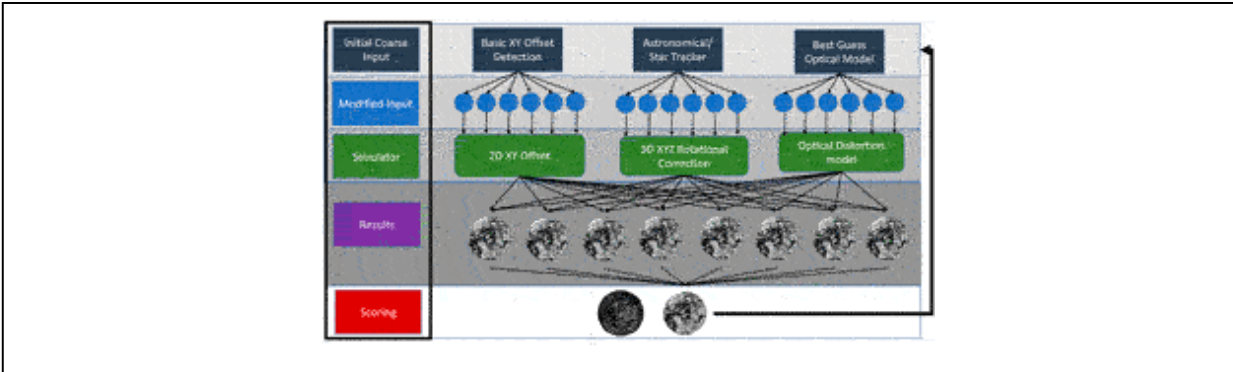 Initial Coarse
Input
Basic XY Offset
Detection
Astronomical/
Star Tracker
Best Guess
Optical Model
Modified Input
Simulator
2D XY Offset
3D XYZ Rotational
Correction
Optical Distortion
model
Results
Scoring